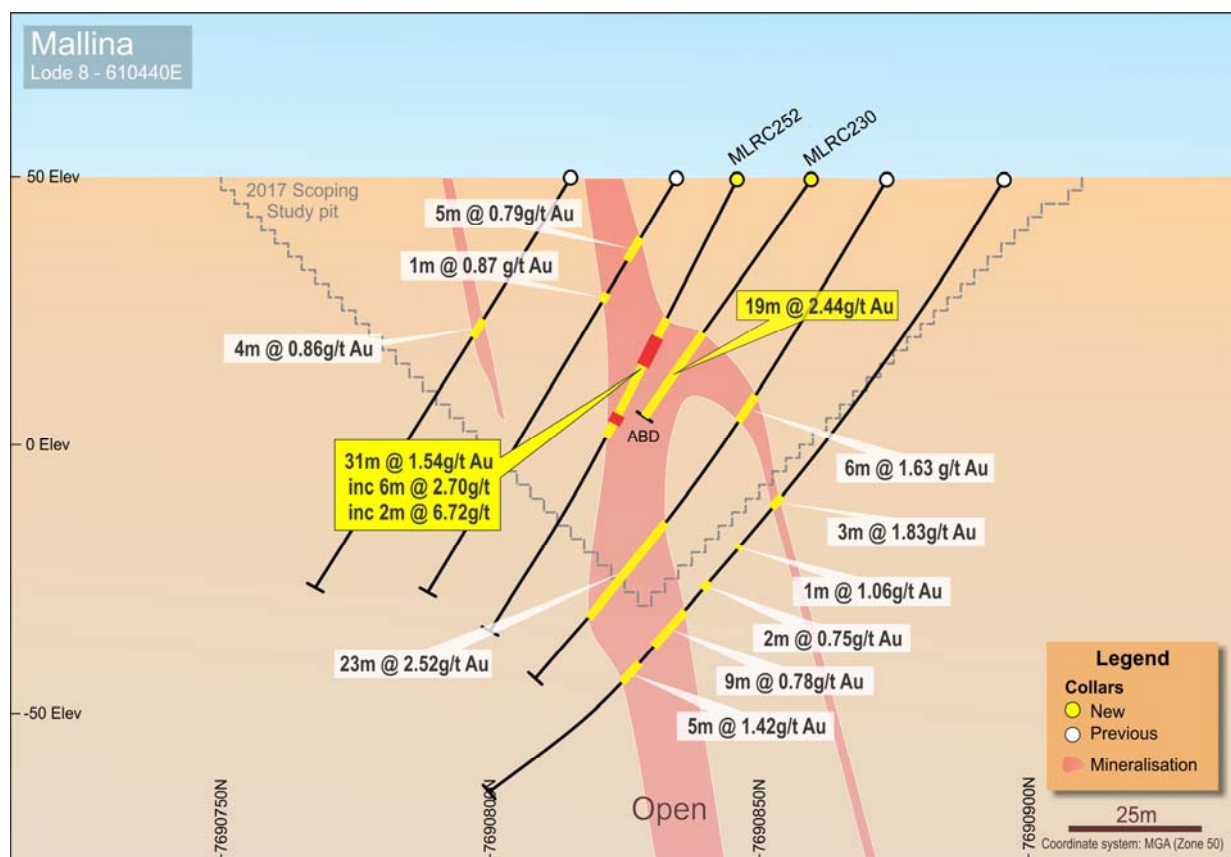 Mallina
Lode 8 - 610440E
MLRC252
MLRC230
50 Elev
2017 Scoping
Study pit
5m @ 0.79g/t Au
1m @ 0.87 g/t Au
19m @ 2.44g/t Au
4m @ 0.86g/t Au
ABD
0 Elev
31m @ 1.54g/t Au
inc 6m @ 2.70g/t
inc 2m @ 6.72g/t
6m @ 1.63 g/t Au
3m @ 1.83g/t Au
1m @ 1.06g/t Au
2m @ 0.75g/t Au
23m @ 2.52g/t Au
9m @ 0.78g/t Au
5m @ 1.42g/t Au
-50 Elev
Legend
Collars
New
Previous
Mineralisation
7690750N
7690800N
Open
7690850N
7690900N
25m
Coordinate system: MGA (Zone 50)